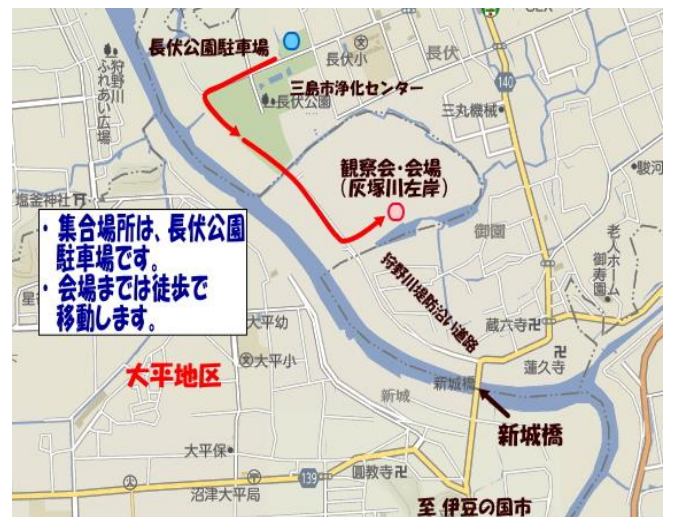 長伏公園駐車場
長伏小
長伏
狩野川
ふれあい広場
三島市浄化センター
長伏公園
140
三丸機械
観察会・会場
(灰塚川左岸)
駿河
塩釜神社
御園
老人ホーム
御寿園
・ 集合場所は、長伏公園
駐車場です。
・ 会場までは徒歩で
移動します。
狩野川堤防沿い道路
蔵六寺
蓮久寺
大平幼
大平小
大平地区
新城
新城橋
新城橋
大平保
圓教寺
139
沼津大平局
至 伊豆の国市